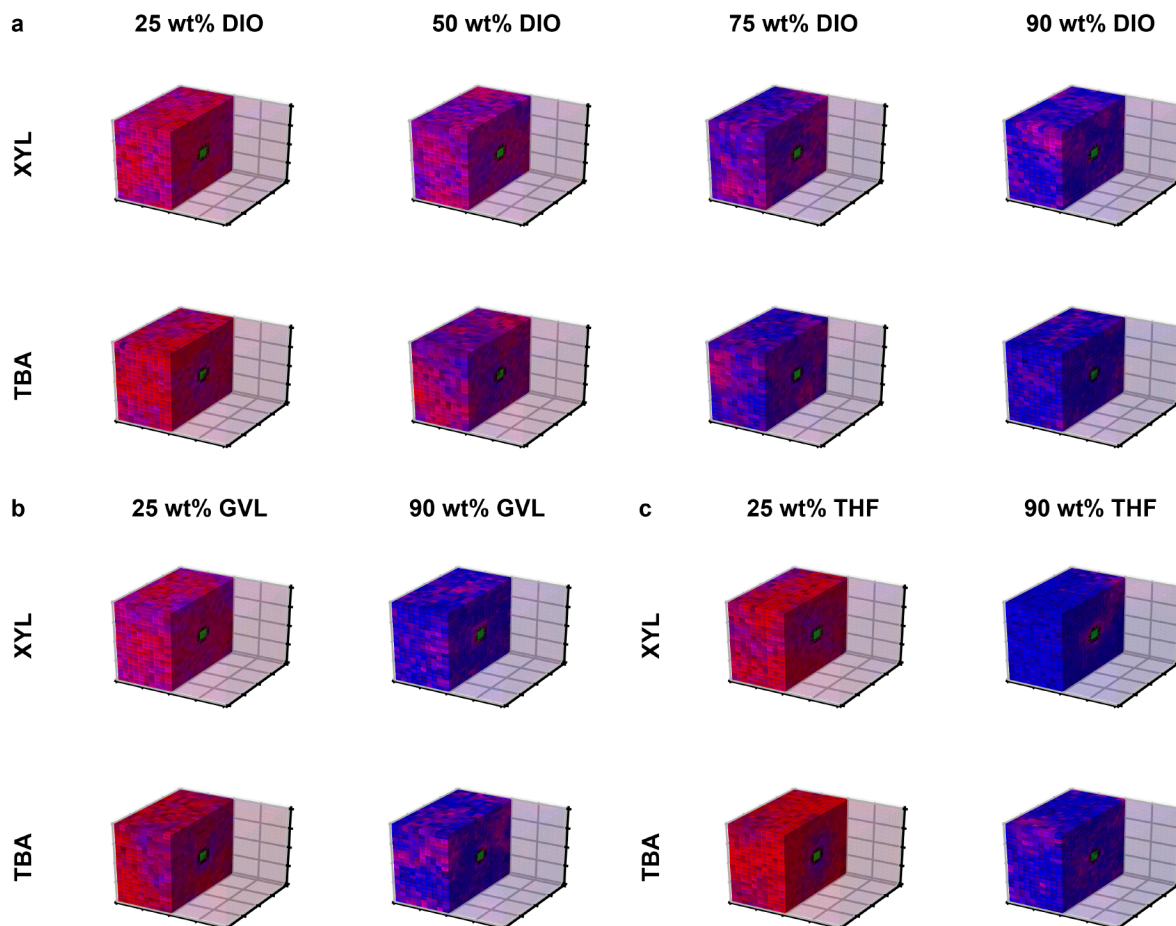 a 25 wt% DIO 50 wt% DIO 75 wt% DIO 90 wt% DIO
XYL
TBA
b 25 wt% GVL 90 wt% GVL c 25 wt% THF 90 wt% THF
XYL XYL
TBA TBA